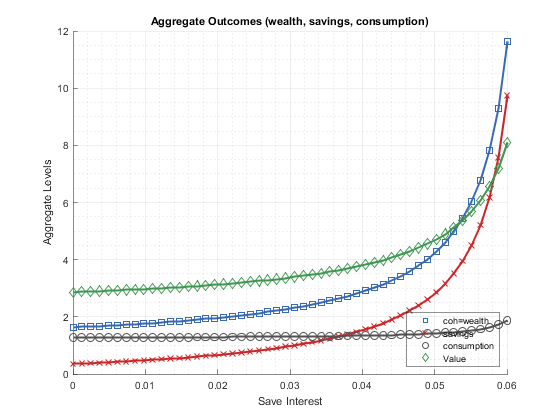 Aggregate Outcomes (wealth, savings, consumption)
12
10
8
6
4
2
0
Aggregate Levels
0
0.01
0.02
0.03
0.04
0.05
0.06
Save Interest
coh=wealth
savings
consumption
Value